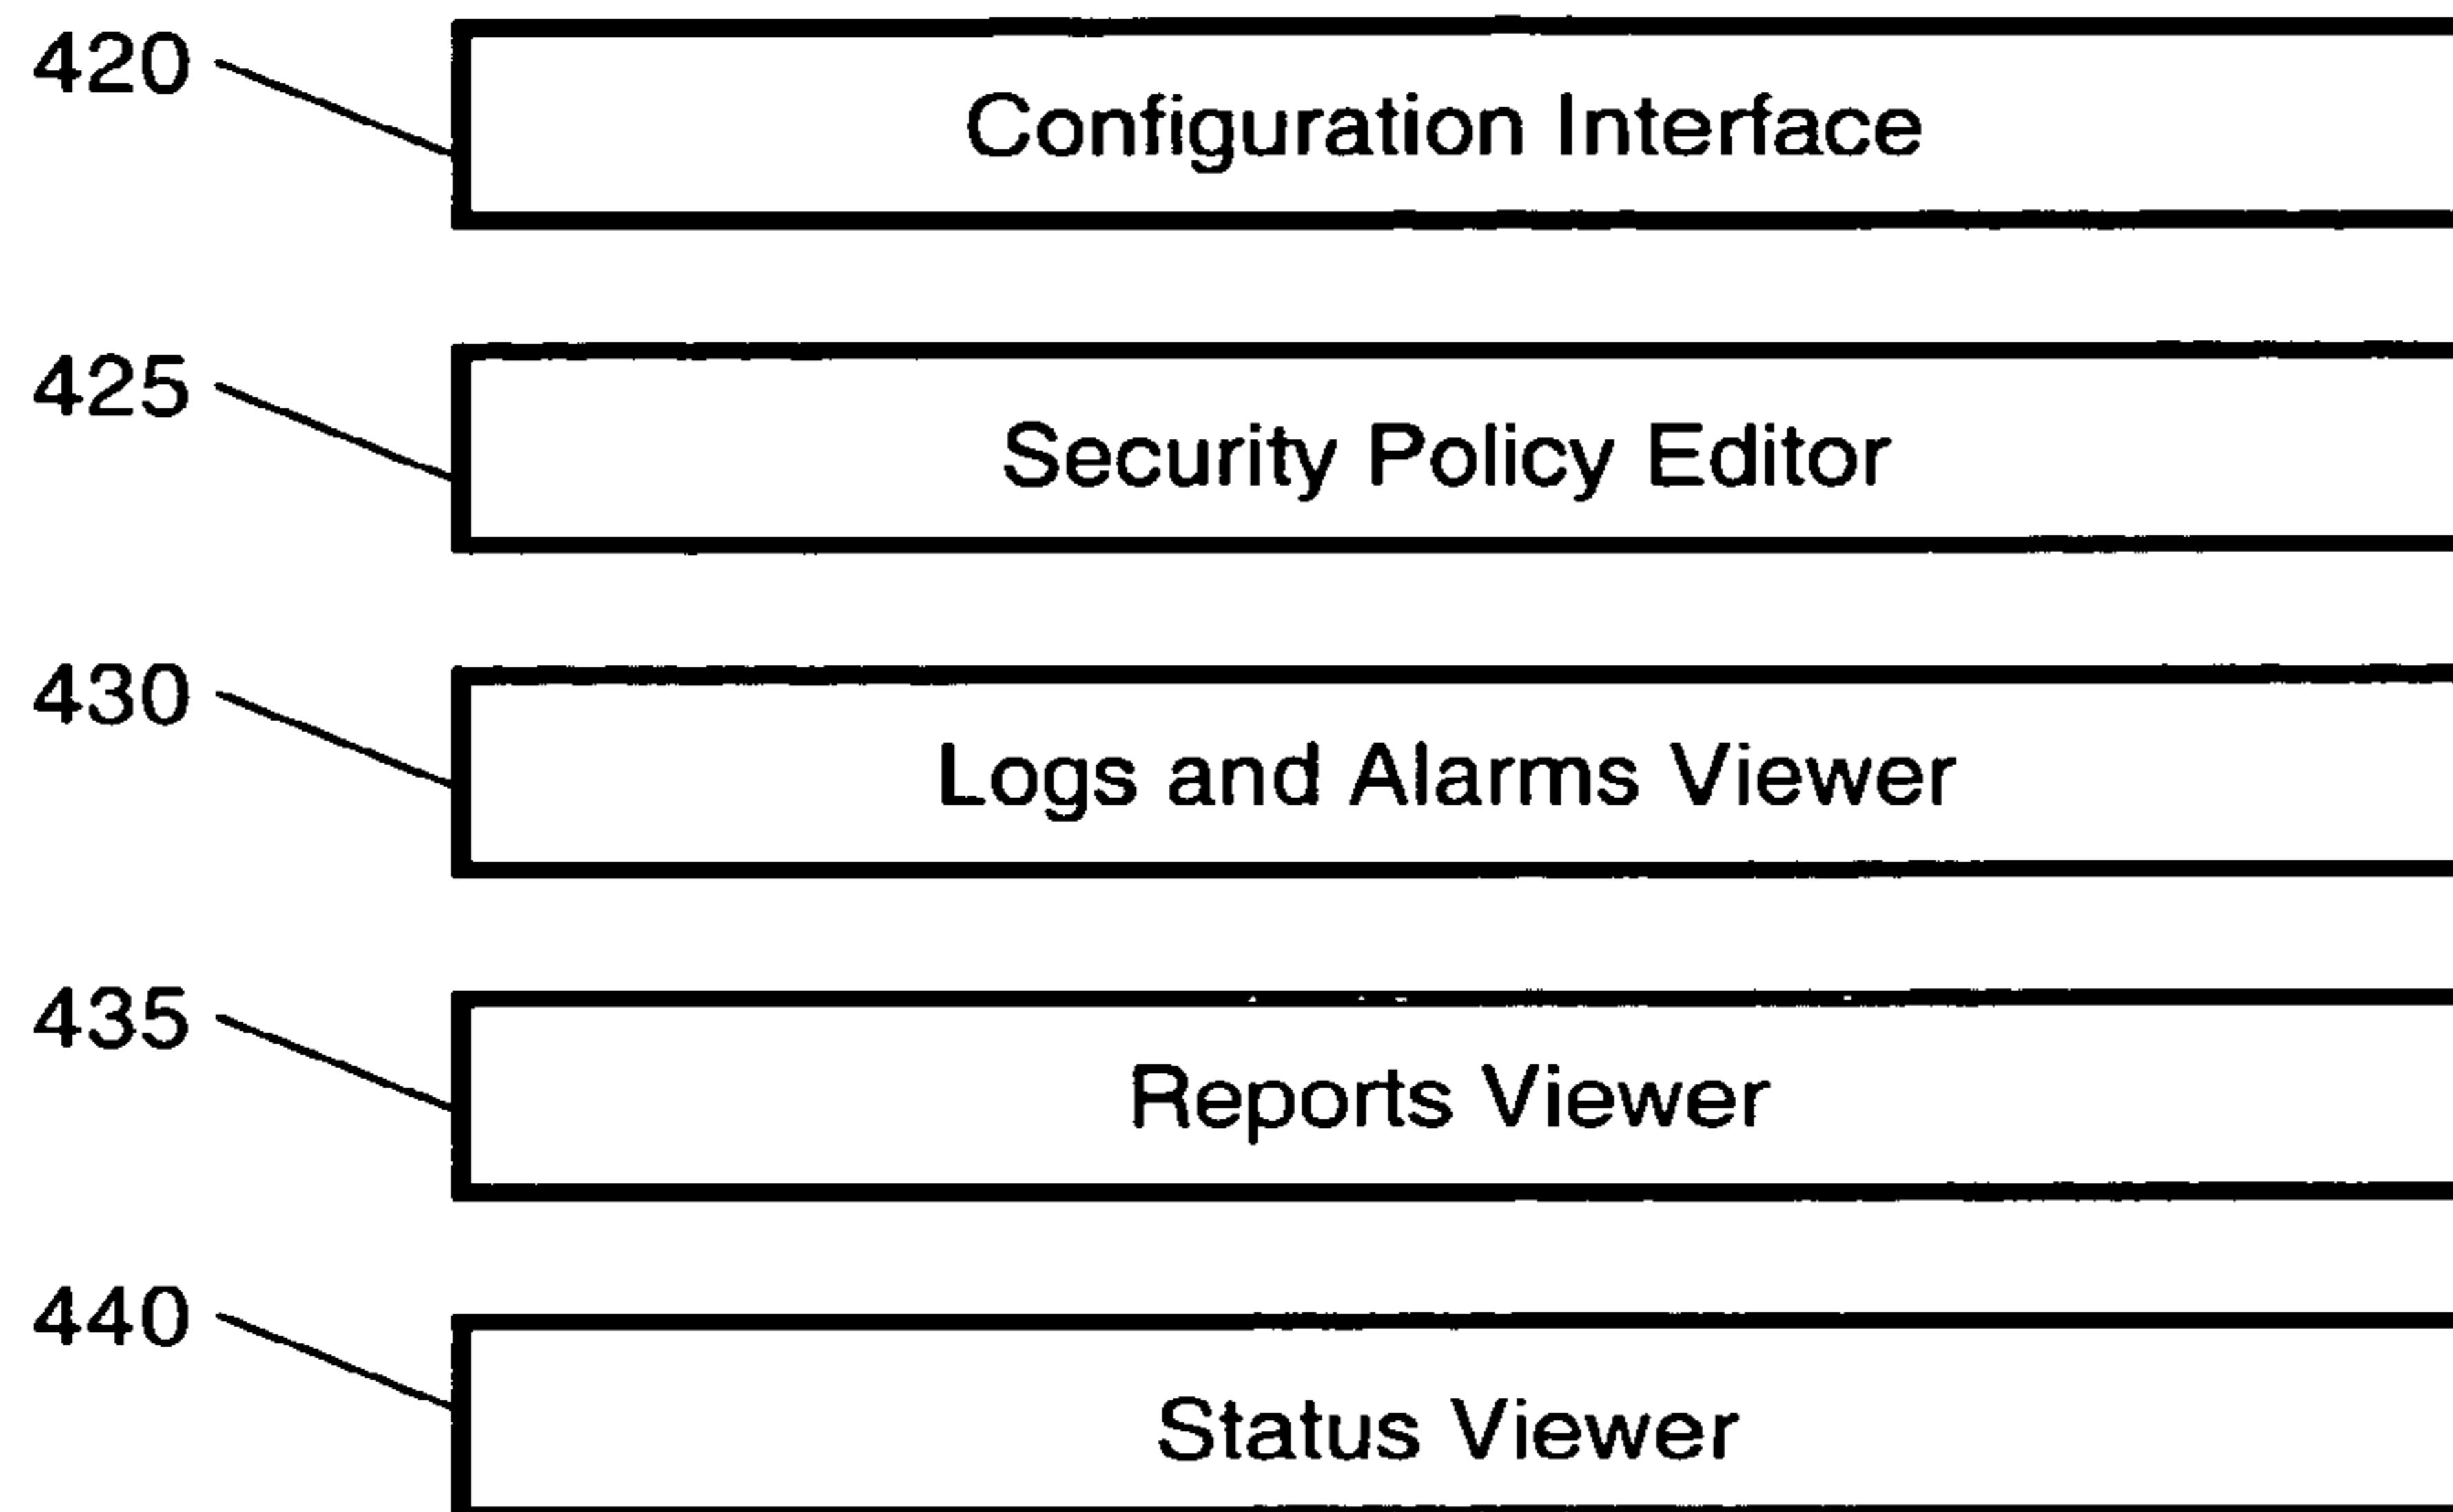 420 Configuration Interface
425 Security Policy Editor
430 Logs and Alarms Viewer
435 Reports Viewer
440 Status Viewer